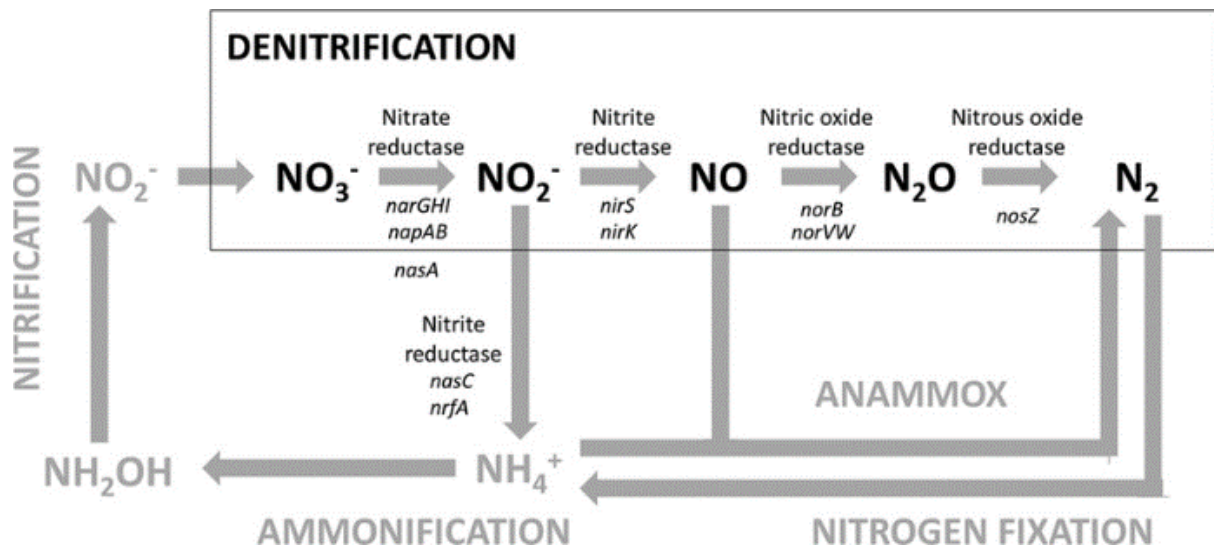 DENITRIFICATION
Nitrate
reductase
Nitrite
reductase
Nitric oxide
reductase
Nitrous oxide
reductase
NO₂⁻
NO₃⁻
NO₂⁻
NO
N₂O
N₂
narGHI
napAB
nirS
nirK
norB
norVW
nosZ
nasA
NITRIFICATION
Nitrite
reductase
nasC
nrfA
ANAMMOX
NH₂OH
NH₄⁺
AMMONIFICATION
NITROGEN FIXATION